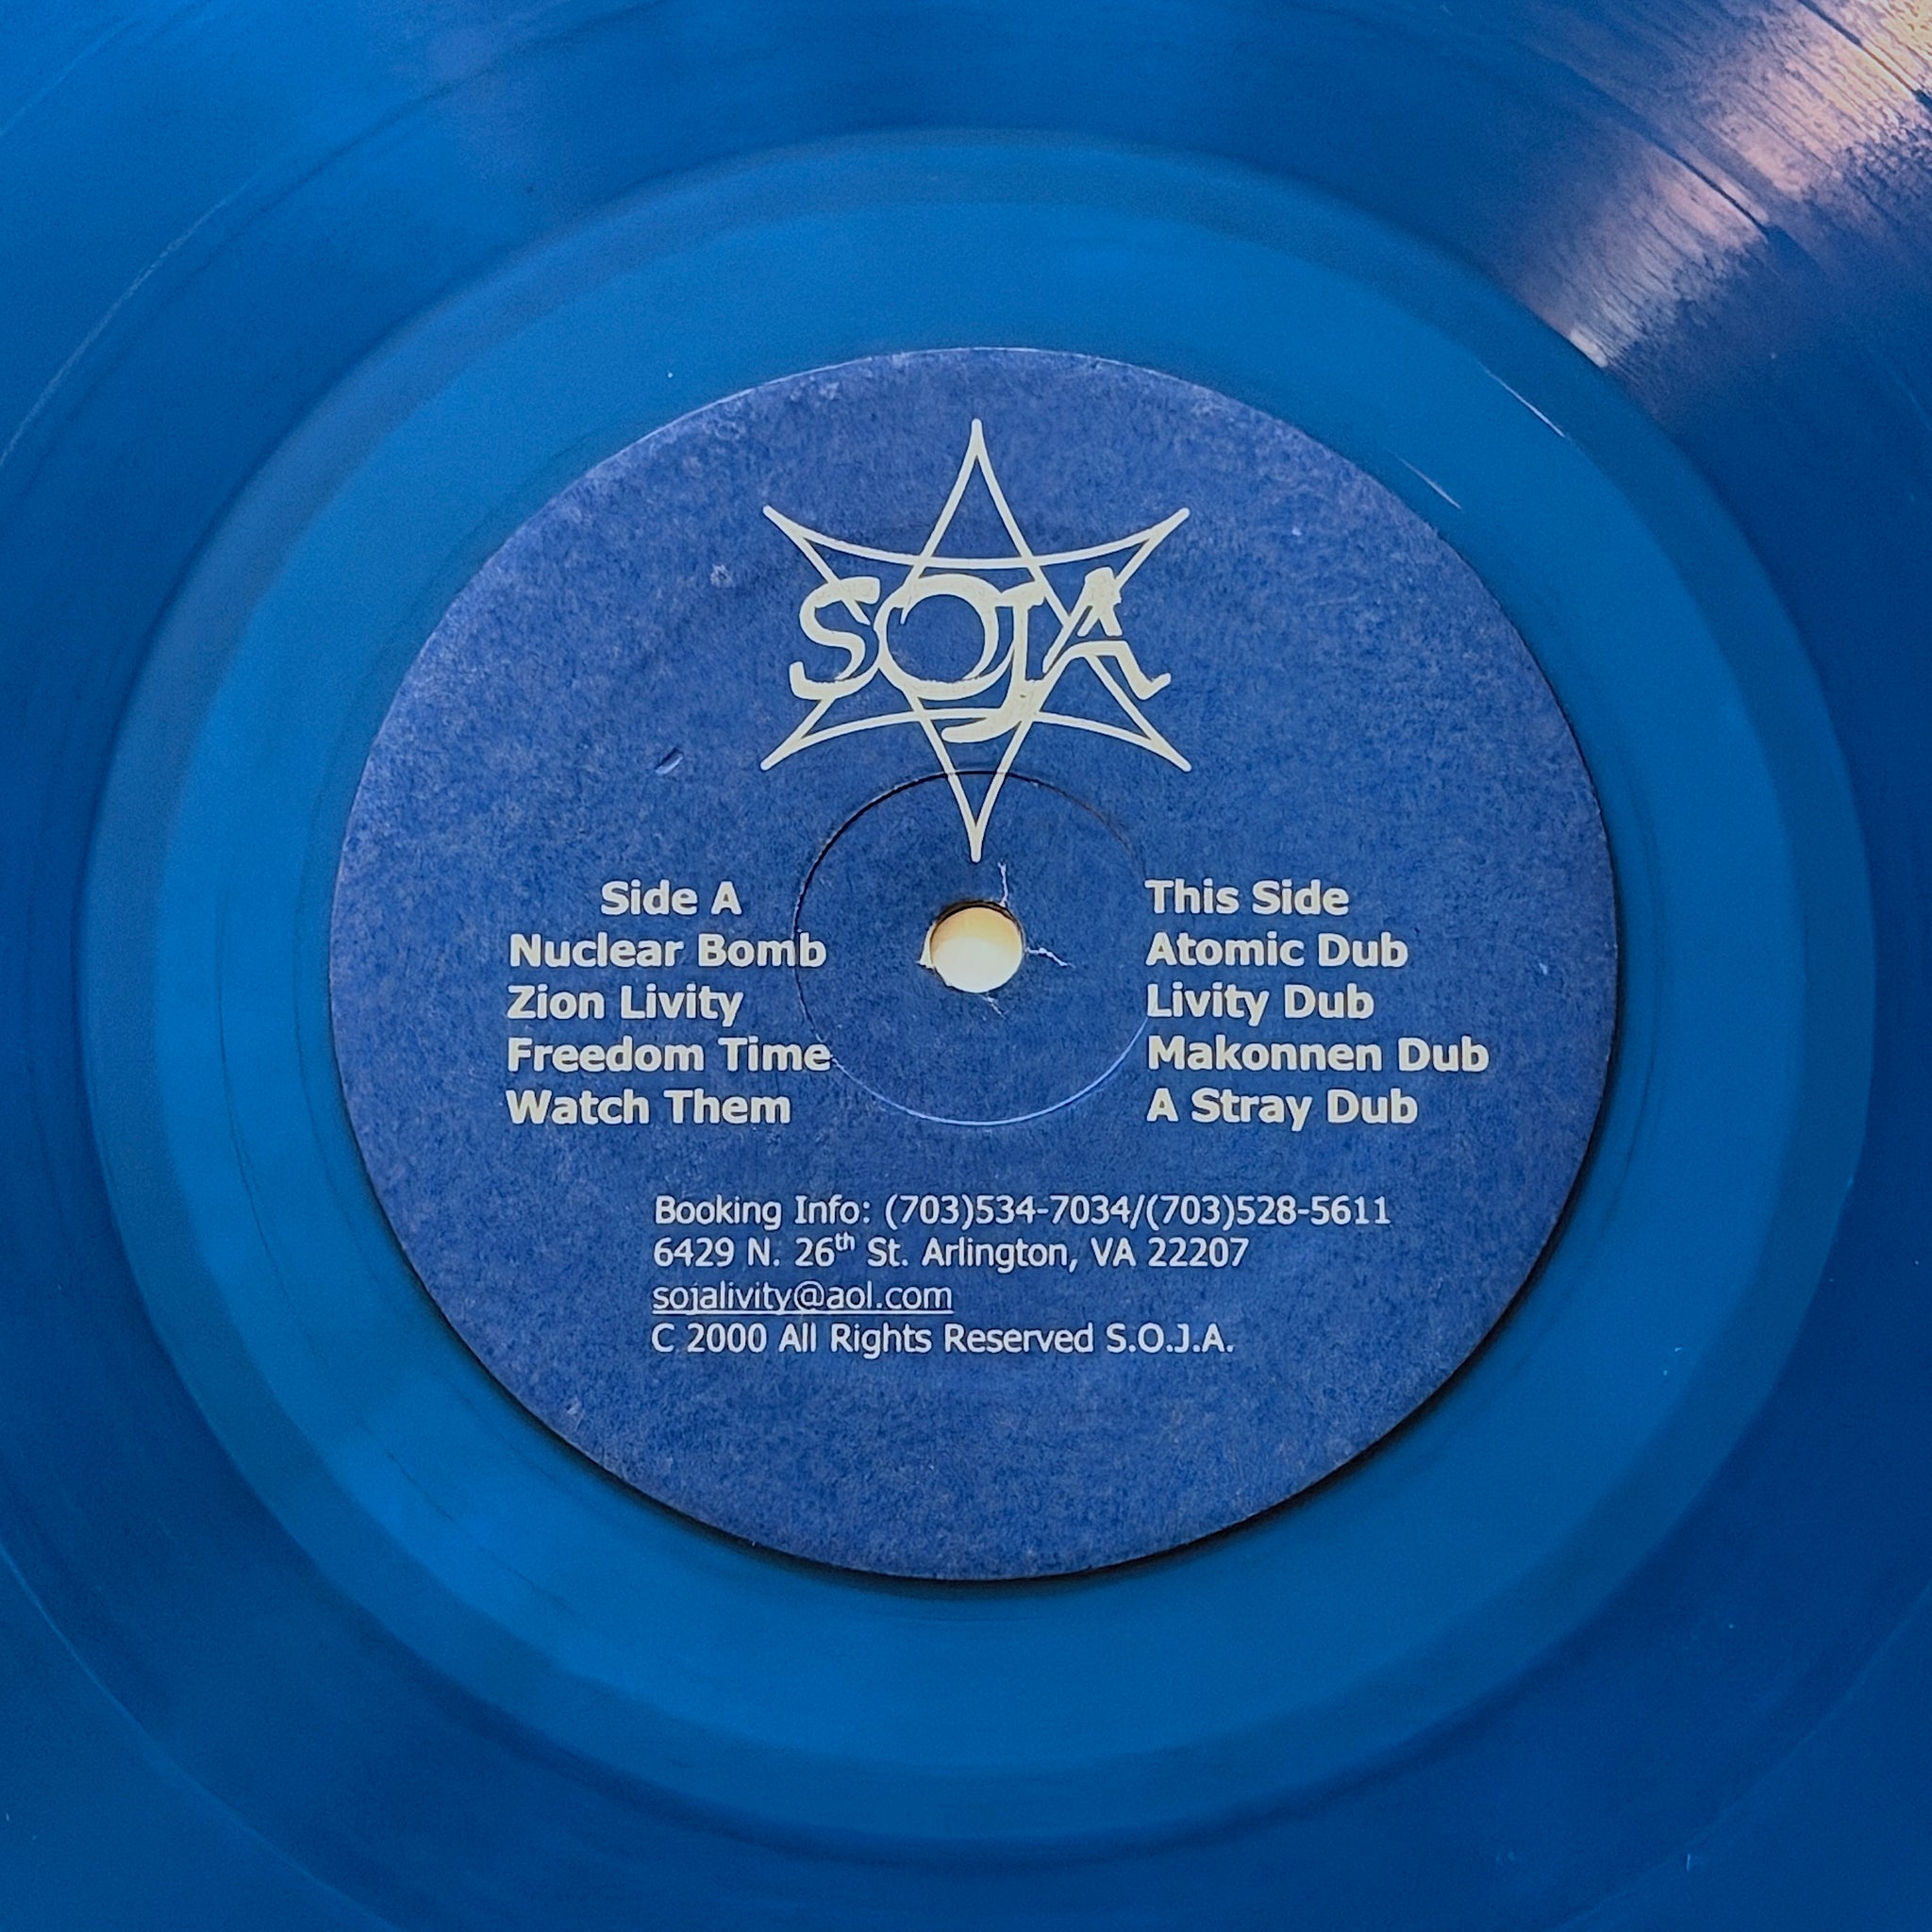 SOJA
Side A
Nuclear Bomb
Zion Livity
Freedom Time
Watch Them
This Side
Atomic Dub
Livity Dub
Makonnen Dub
A Stray Dub
Booking Info: (703)534-7034/(703)528-5611
6429 N. 26th St. Arlington, VA 22207
sojalivity@aol.com
C 2000 All Rights Reserved S.O.J.A.